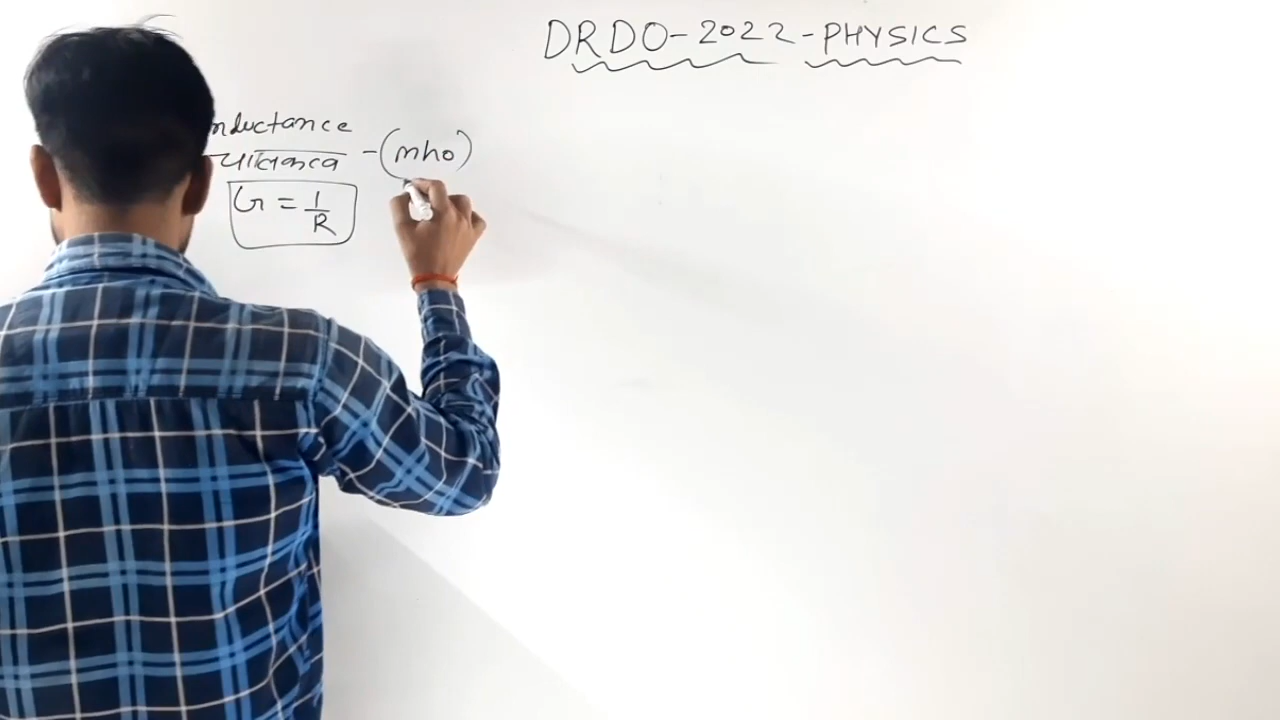 DRDO-2022-PHYSICS
nductance
चालकता -(mho)
G = 1/R